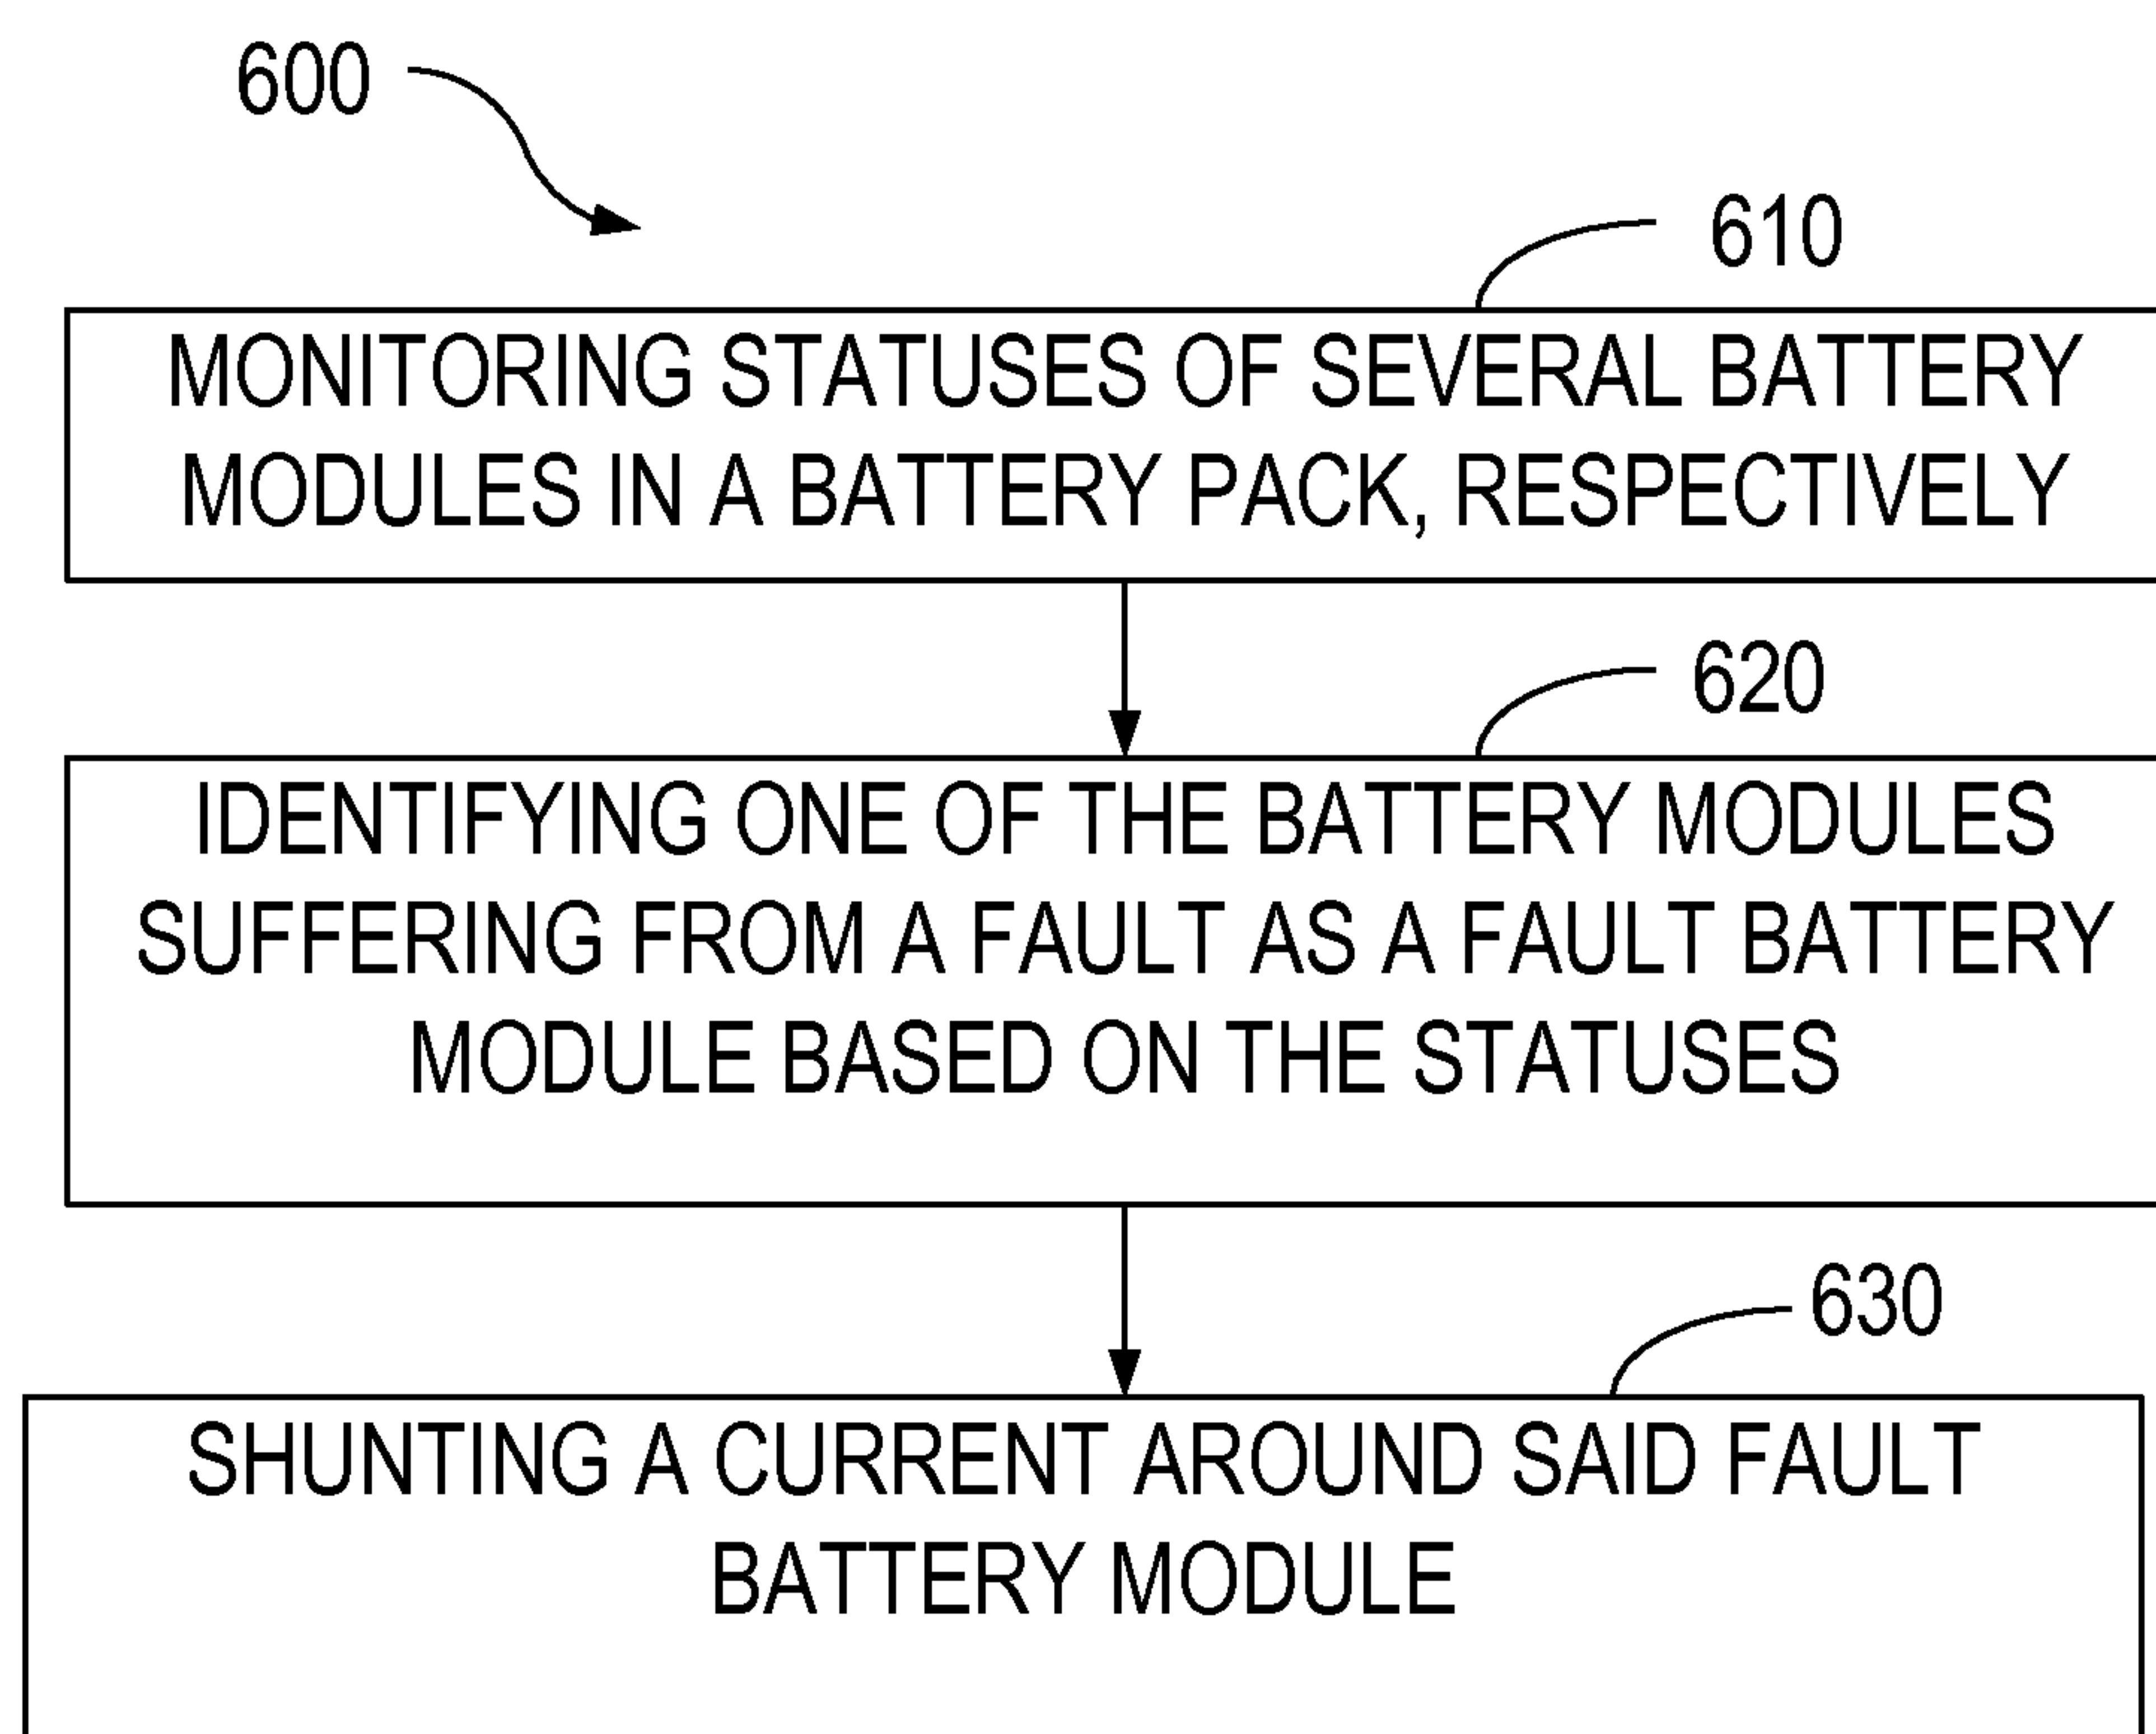 600
610
MONITORING STATUSES OF SEVERAL BATTERY
MODULES IN A BATTERY PACK, RESPECTIVELY
620
IDENTIFYING ONE OF THE BATTERY MODULES
SUFFERING FROM A FAULT AS A FAULT BATTERY
MODULE BASED ON THE STATUSES
630
SHUNTING A CURRENT AROUND SAID FAULT
BATTERY MODULE